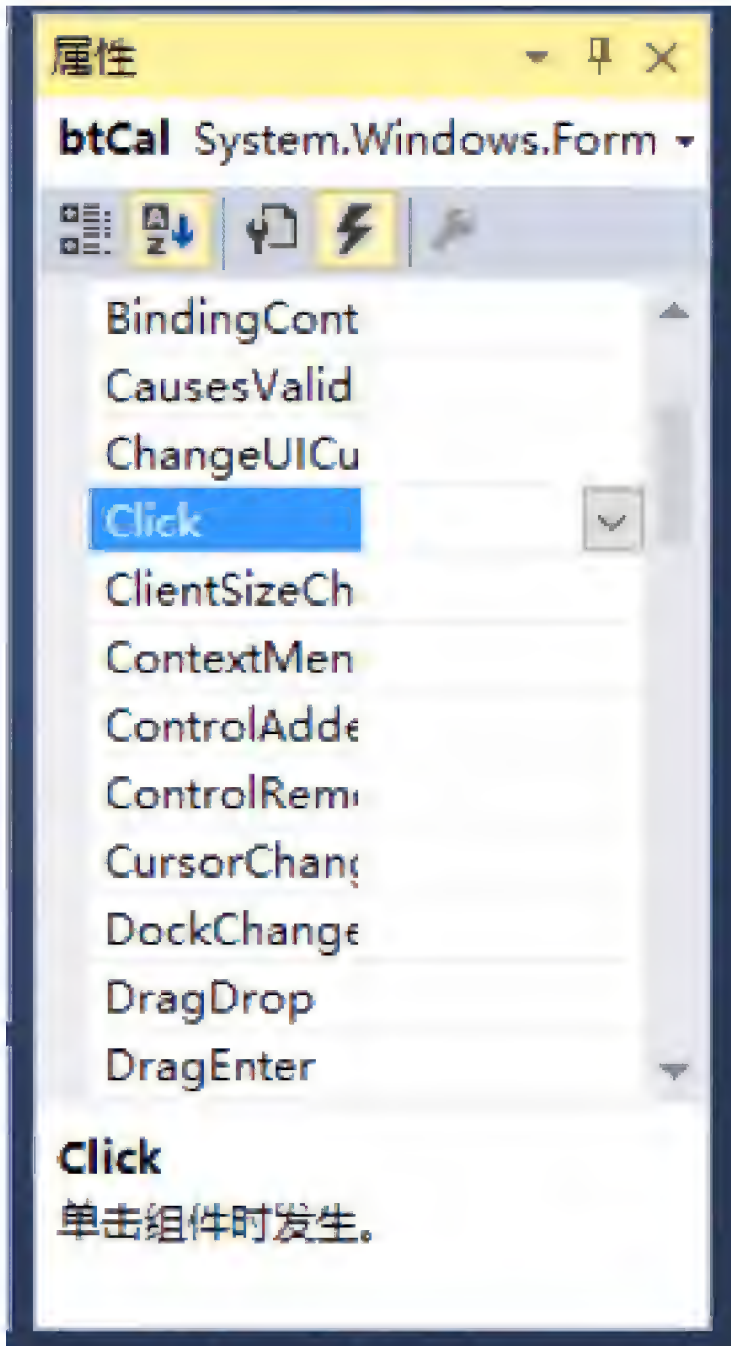 属性
btCal System.Windows.Form
BindingCont
CausesValid
ChangeUICu
Click
ClientSizeCh
ContextMen
ControlAdde
ControlRem
CursorChang
DockChange
DragDrop
DragEnter
Click
单击组件时发生。